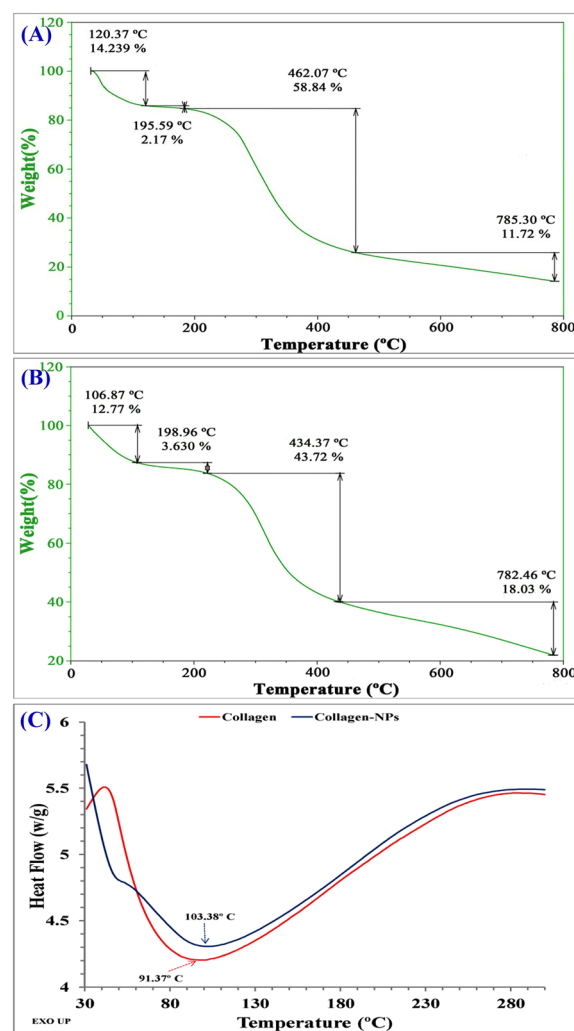 (A)
120
100
80
60
40
20
0
Weight(%)
120.37 ºC
14.239 %
195.59 ºC
2.17 %
462.07 ºC
58.84 %
785.30 ºC
11.72 %
0
200
400
600
800
Temperature (ºC)
(B)
120
100
80
60
40
20
Weight(%)
106.87 ºC
12.77 %
198.96 ºC
3.630 %
434.37 ºC
43.72 %
782.46 ºC
18.03 %
0
200
400
600
800
Temperature (ºC)
(C)
Collagen
Collagen-NPs
6
5.5
5
4.5
4
Heat Flow (w/g)
103.38º C
91.37º C
30
80
130
180
230
280
EXO UP
Temperature (ºC)